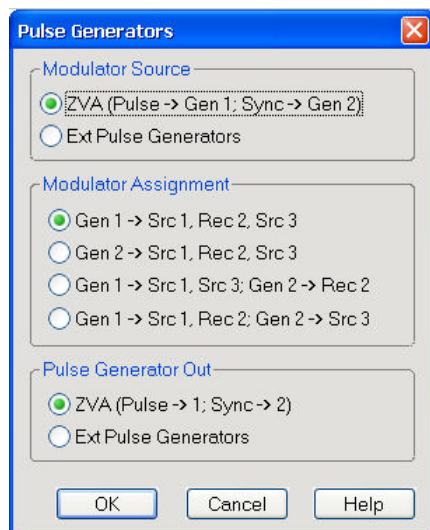 Pulse Generators
Modulator Source
ZVA (Pulse -> Gen 1; Sync -> Gen 2)
Ext Pulse Generators
Modulator Assignment
Gen 1 -> Src 1, Rec 2, Src 3
Gen 2 -> Src 1, Rec 2, Src 3
Gen 1 -> Src 1, Src 3; Gen 2 -> Rec 2
Gen 1 -> Src 1, Rec 2; Gen 2 -> Src 3
Pulse Generator Out
ZVA (Pulse -> 1; Sync -> 2)
Ext Pulse Generators
OK Cancel Help